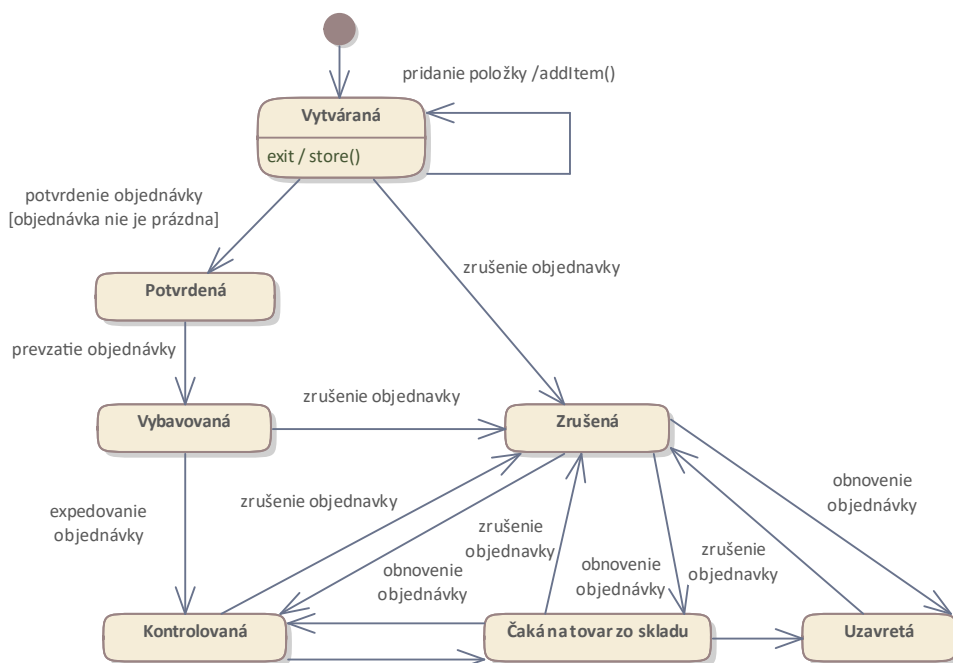 pridanie položky /addItem()
Vytváraná
exit / store()
potvrdenie objednávky
[objednávka nie je prázdna]
zrušenie objednavky
Potvrdená
prevzatie objednávky
zrušenie objednavky
Vybavovaná
Zrušená
obnovenie
objednávky
zrušenie objednavky
expedovanie
objednávky
zrušenie
objednavky
zrušenie
objednavky
obnovenie
objednávky
obnovenie
objednávky
Kontrolovaná
Čaká na tovar zo skladu
Uzavretá